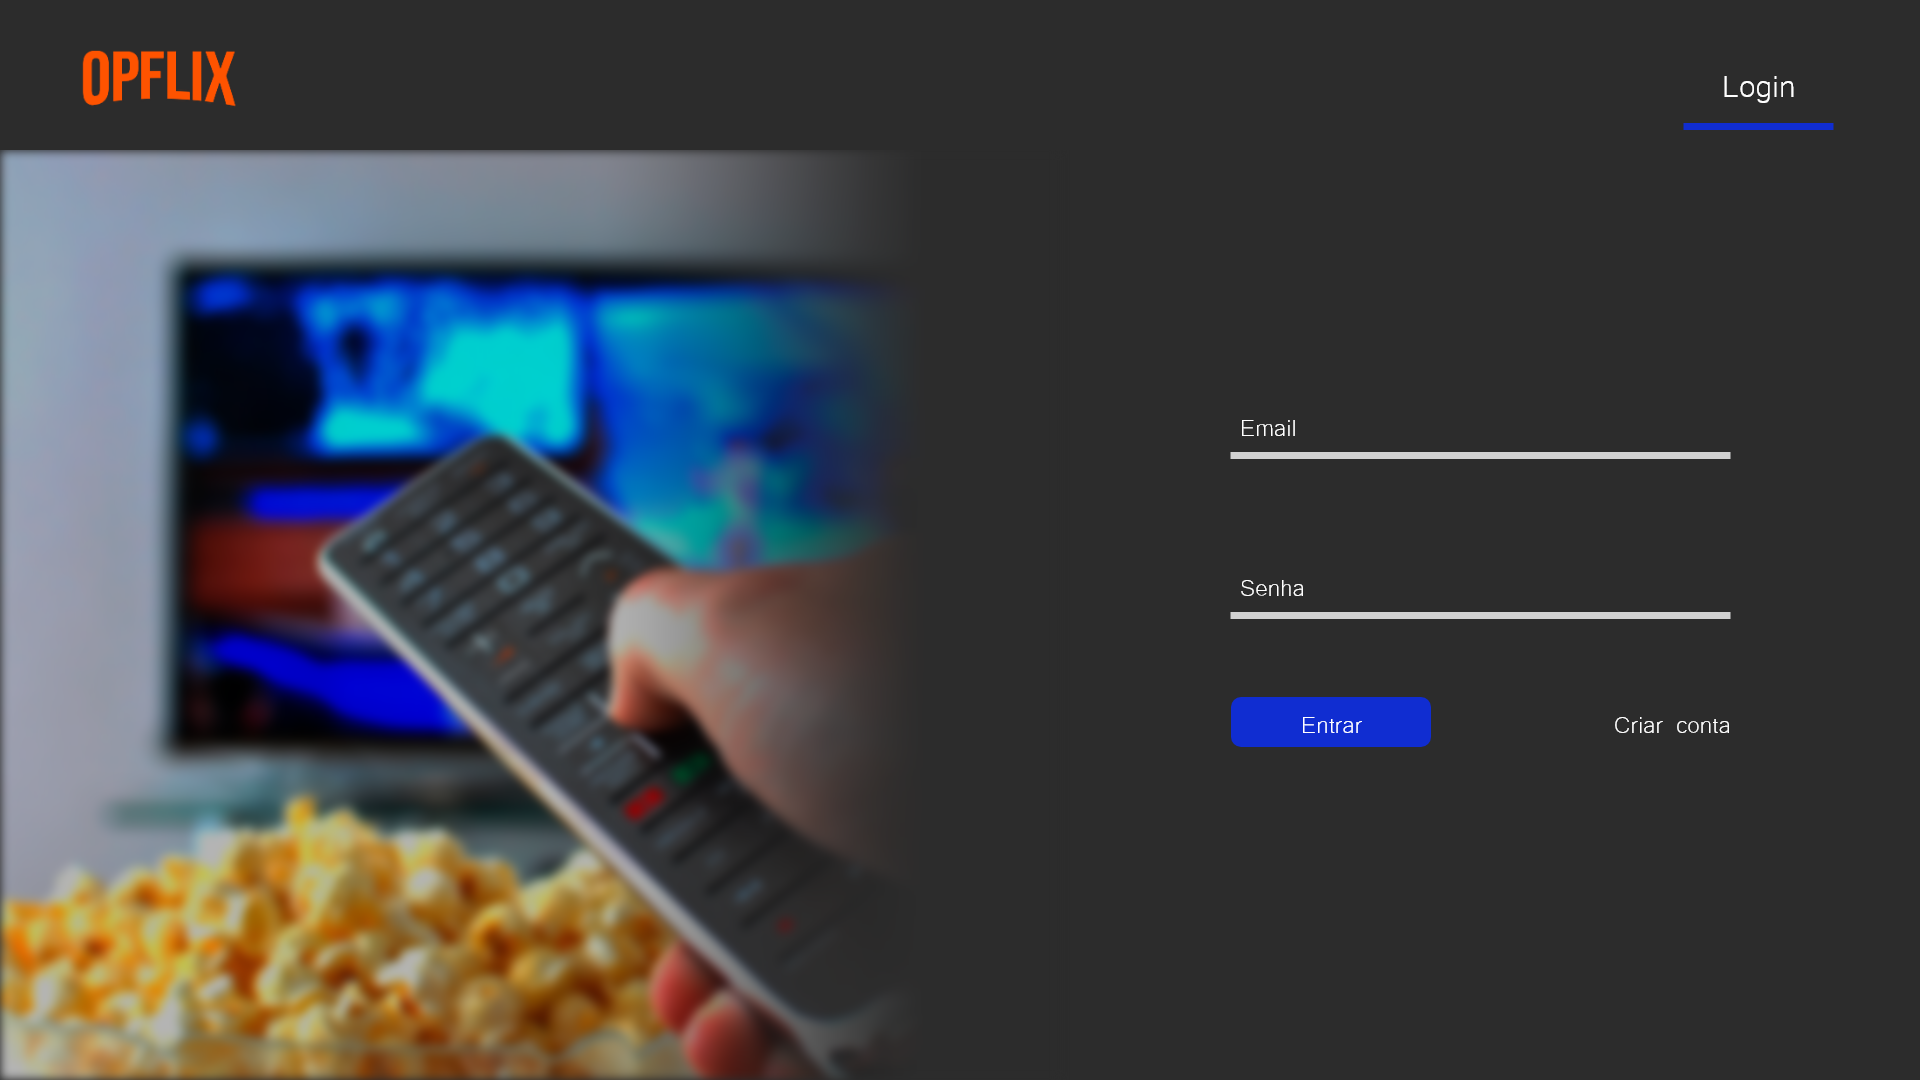 OPFLIX
Login
Email
Senha
Entrar
Criar conta